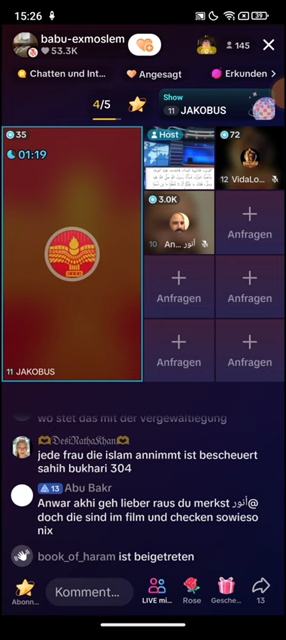 15:26
39
babu-exmoslem
53.3K
145
Chatten und Int...
Angesagt
Erkunden
4/5
Show
11 JAKOBUS
35
01:19
11 JAKOBUS
Host
72
12 VidaLo...
3.0K
10 An... أنور
Anfragen
Anfragen
Anfragen
Anfragen
Anfragen
wo stet das mit der vergewaltigung
jede frau die islam annimmt ist bescheuert
sahih bukhari 304
13 Abu Bakr
Anwar akhi geh lieber raus du merkst أنور@
doch die sind im film und checken sowieso
nix
book_of_haram ist beigetreten
Abonn...
Komment...
LIVE mi...
Rose
Gesche...
13